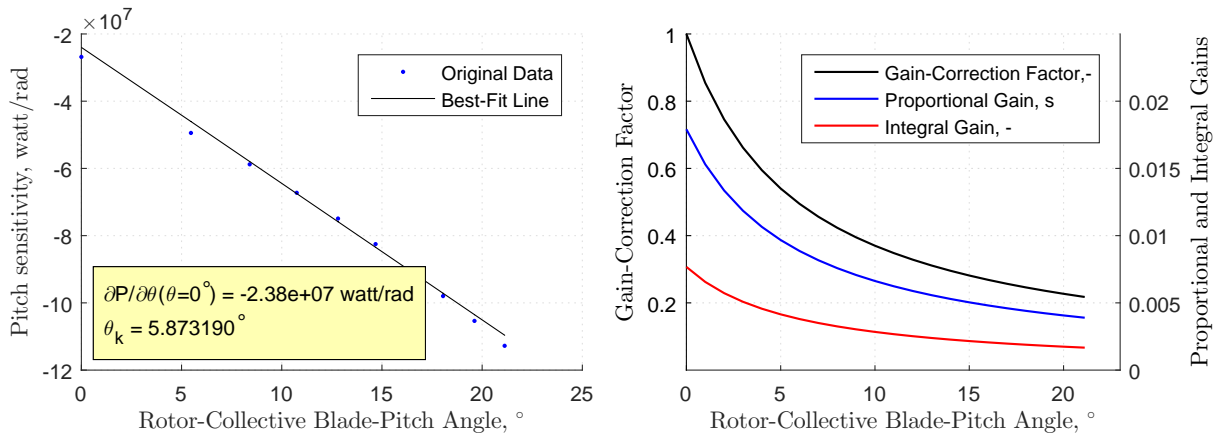 ×10⁷
-2
-4
-6
-8
-10
-12
0
5
10
15
20
25
Pitch sensitivity, watt/rad
Rotor-Collective Blade-Pitch Angle, °
Original Data
Best-Fit Line
∂P/∂θ(θ=0°) = -2.38e+07 watt/rad
θk = 5.873190°
1
0.8
0.6
0.4
0.2
0
5
10
15
20
Gain-Correction Factor
Rotor-Collective Blade-Pitch Angle, °
Gain-Correction Factor,-
Proportional Gain, s
Integral Gain, -
0.02
0.015
0.01
0.005
0
Proportional and Integral Gains